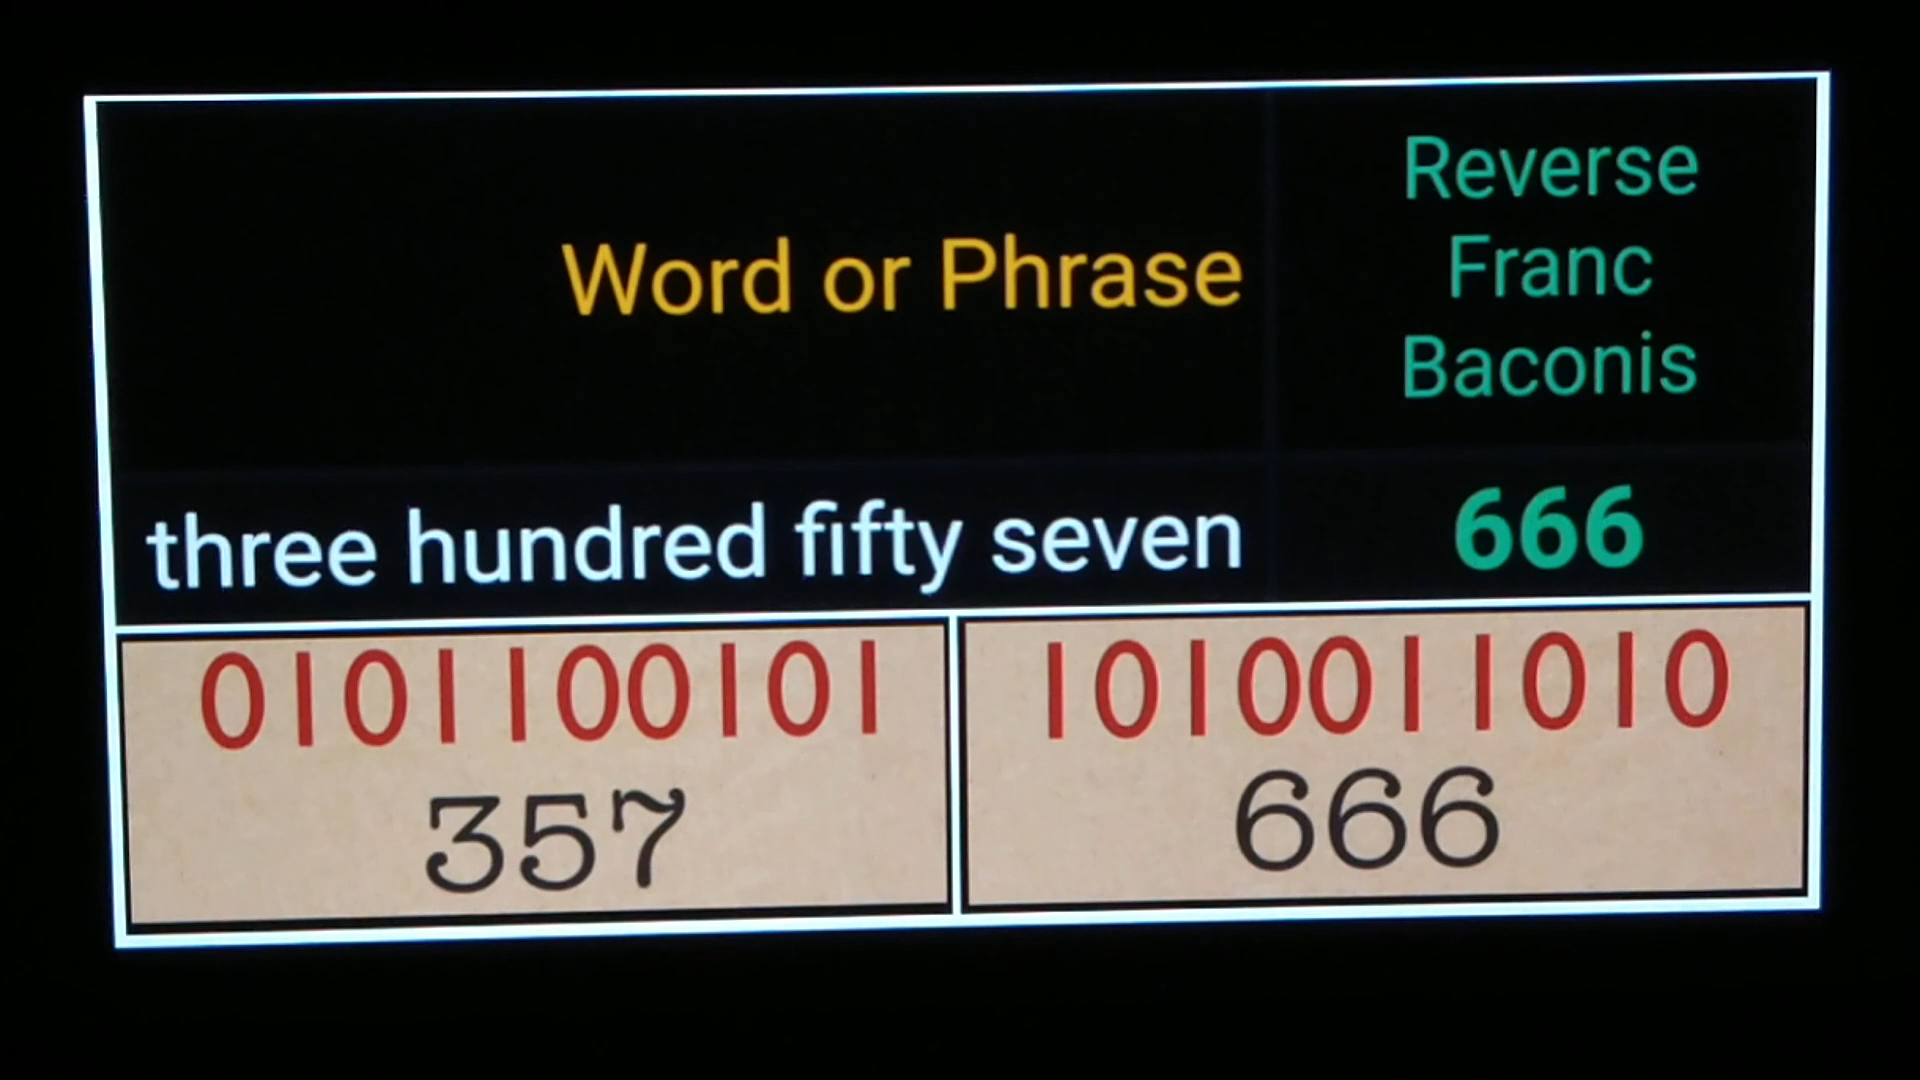 Word or Phrase
Reverse
Franc
Baconis
three hundred fifty seven
666
0101100101
1010011010
357
666